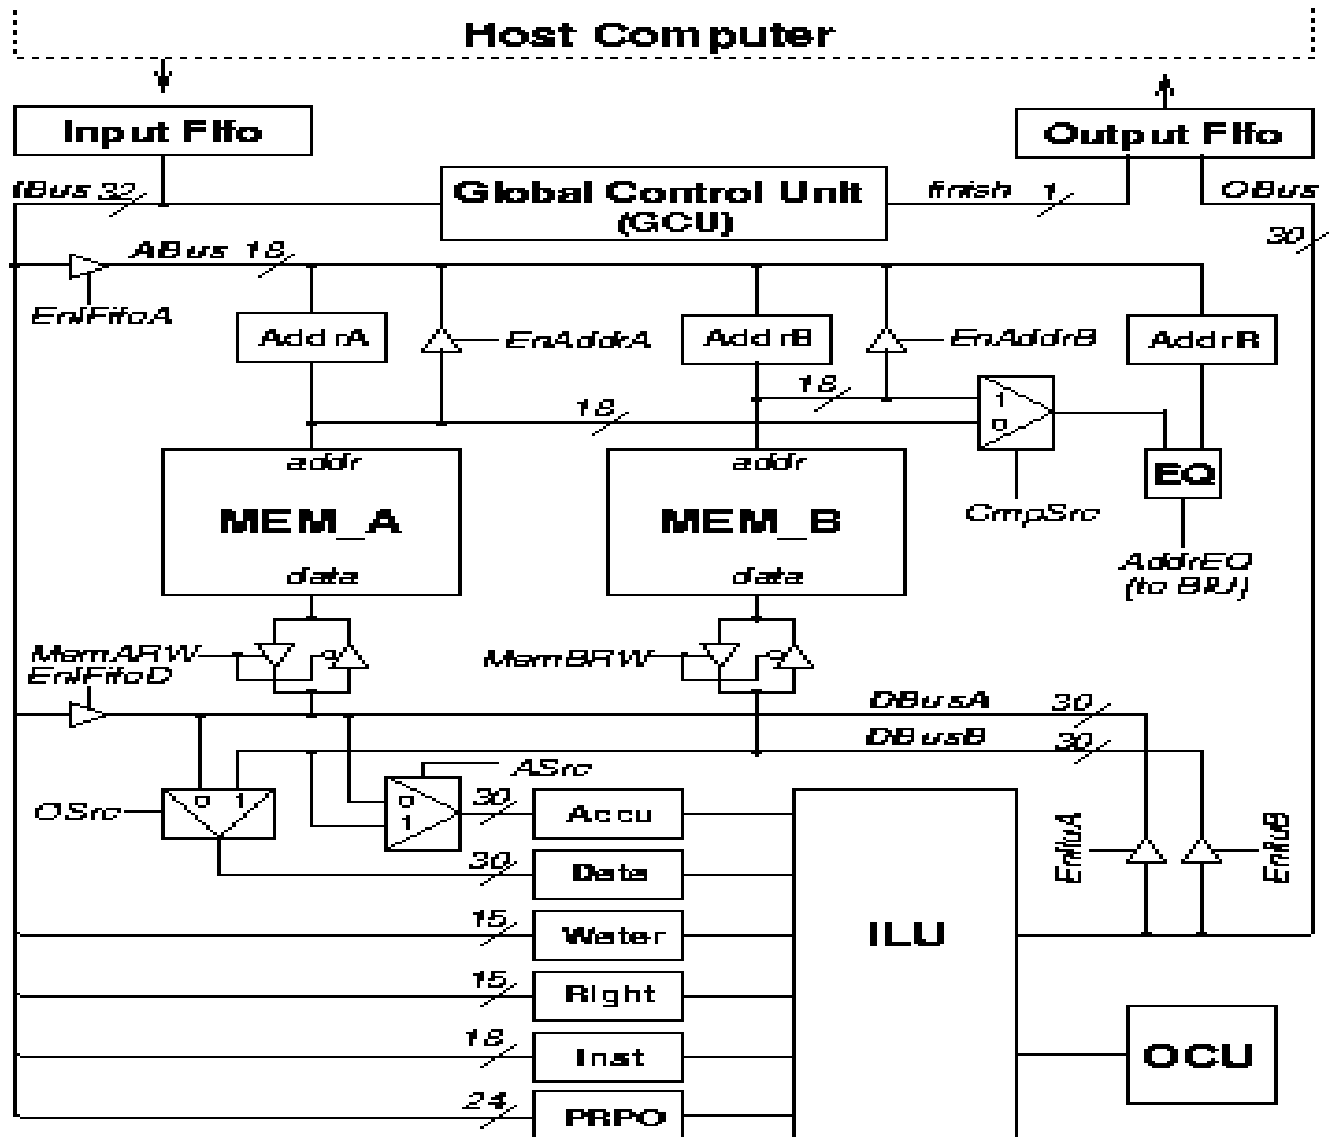 Host Computer
Input Fifo
Output Fifo
IBus 32
Global Control Unit
(GCU)
finish 1
OBus
30
ABus 18
EnIFifoA
AddrA
EnAddrA
AddrB
EnAddrB
AddrR
18
18
1
0
addr
MEM_A
data
addr
MEM_B
data
EQ
CmpSrc
AddrEQ
(to BIU)
MemARW
EnIFifoD
MemBRW
DBusA 30
DBusB 30
ASrc
OSrc
0 1
0
1
30
Accu
30
Data
15
Water
15
Right
18
Inst
24
PRPO
ILU
EnIluA
EnIluB
OCU